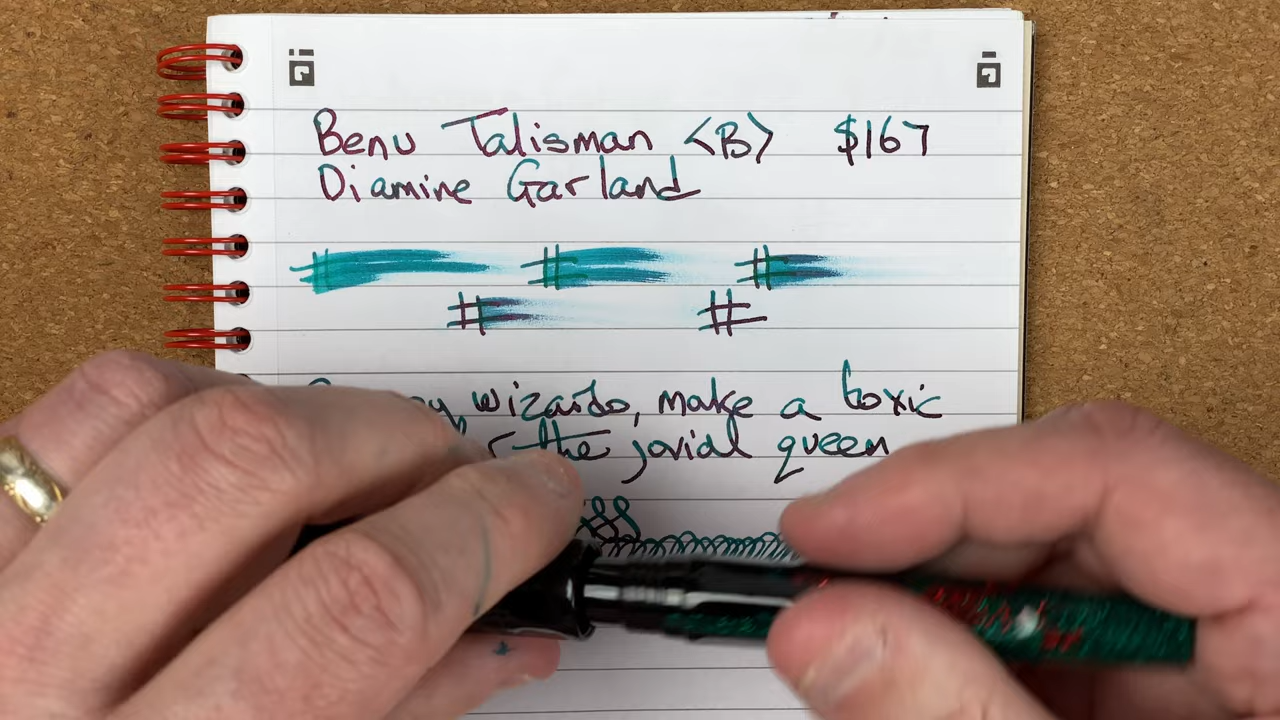 Benu Talisman <B> $167
Diamine Garland
# # #
# #
wizards, make a toxic
the jovial queen